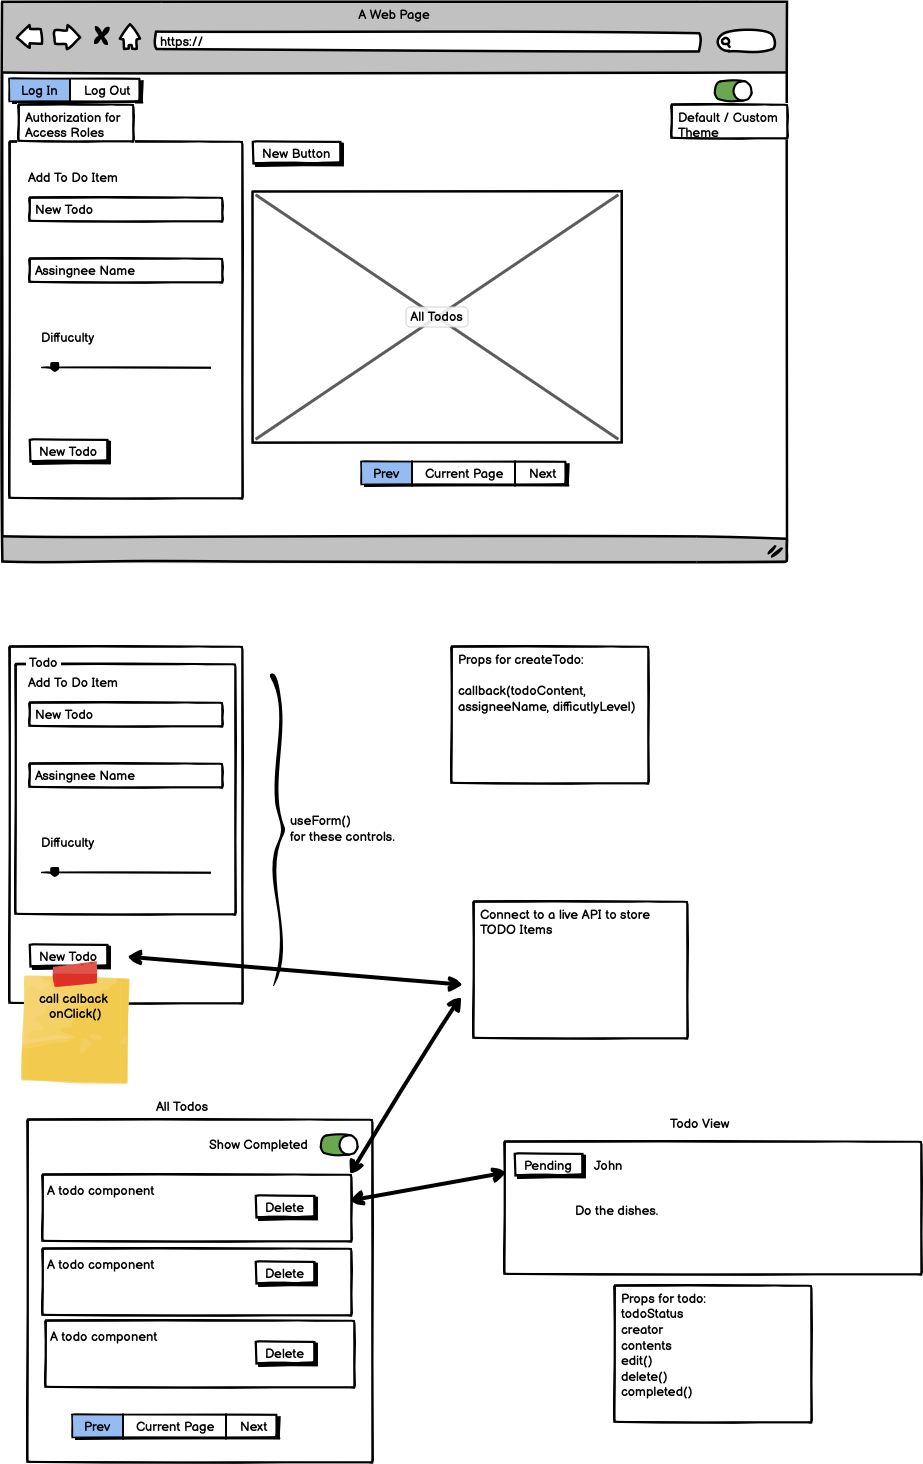 A Web Page
https://
Log In
Log Out
Authorization for
Access Roles
Default / Custom
Theme
New Button
Add To Do Item
New Todo
Assingnee Name
All Todos
Diffuculty
New Todo
Prev
Current Page
Next
Todo
Add To Do Item
New Todo
Assingnee Name
Diffuculty
New Todo
call calback
onClick()
useForm()
for these controls.
Props for createTodo:
callback(todoContent,
assigneeName, difficutlyLevel)
Connect to a live API to store
TODO Items
All Todos
Show Completed
A todo component
Delete
A todo component
Delete
A todo component
Delete
Prev
Current Page
Next
Todo View
Pending
John
Do the dishes.
Props for todo:
todoStatus
creator
contents
edit()
delete()
completed()